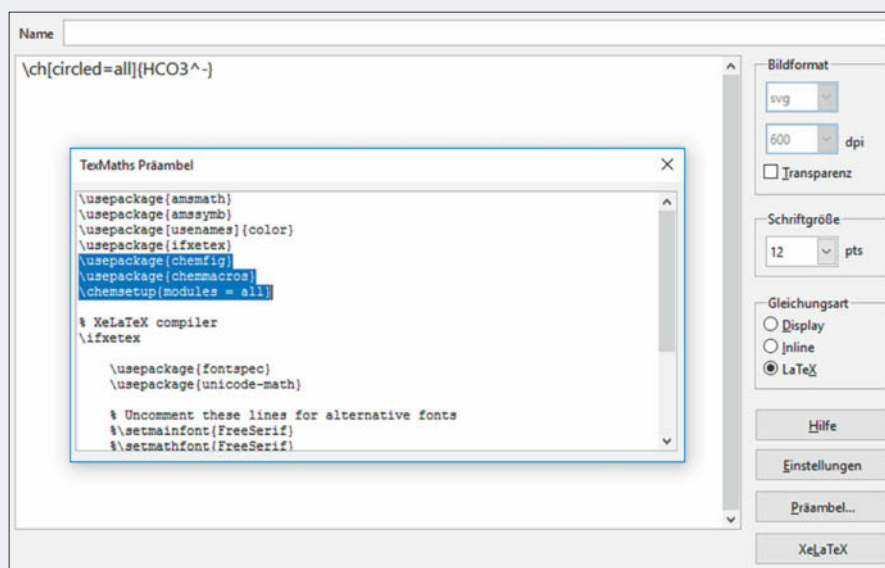 Name
\ch[circled=all]{HCO3^-}
TexMaths Präambel
\usepackage{amsmath}
\usepackage{amssymb}
\usepackage[usenames]{color}
\usepackage{ifxetex}
\usepackage{chemfig}
\usepackage{chemmacros}
\chemsetup{modules = all}
% XeLaTeX compiler
\ifxetex
\usepackage{fontspec}
\usepackage{unicode-math}
% Uncomment these lines for alternative fonts
%\setmainfont{FreeSerif}
%\setmathfont{FreeSerif}
Bildformat
svg
600 dpi
Transparenz
Schriftgröße
12 pts
Gleichungsart
Display
Inline
LaTeX
Hilfe
Einstellungen
Präambel...
XeLaTeX